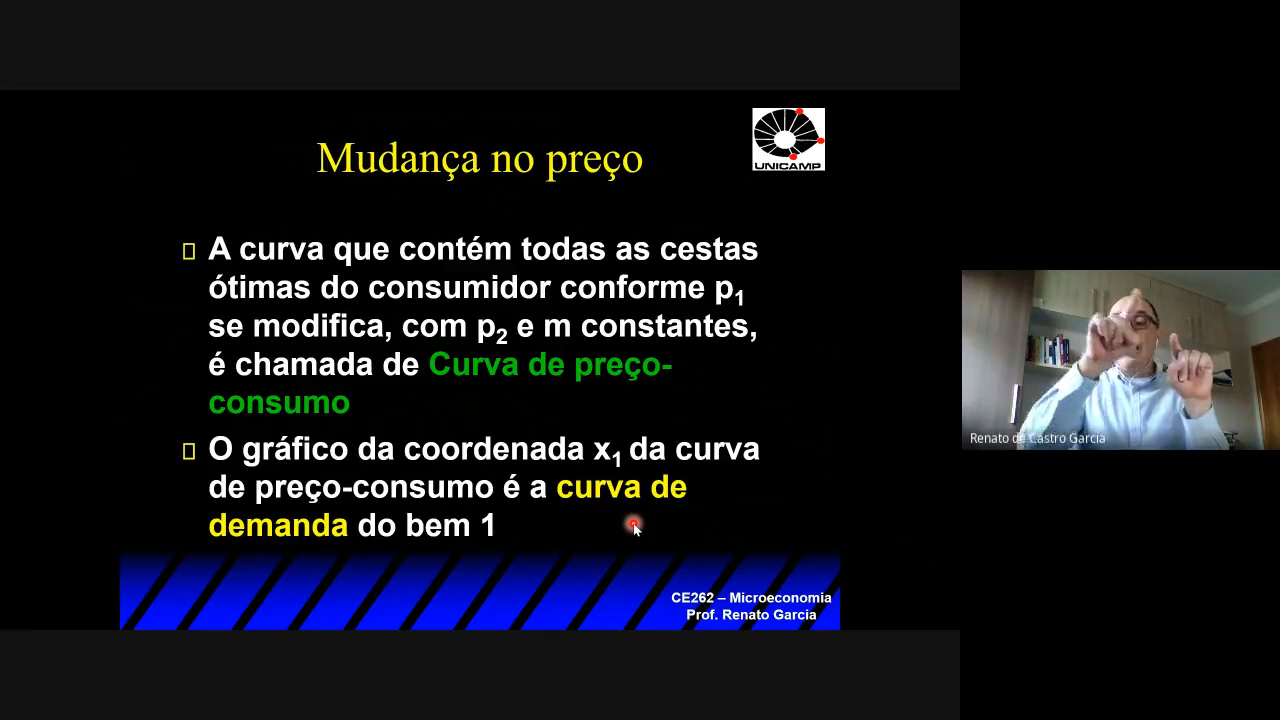 Mudança no preço
UNICAMP
A curva que contém todas as cestas
ótimas do consumidor conforme p1
se modifica, com p2 e m constantes,
é chamada de Curva de preço-
consumo
O gráfico da coordenada x1 da curva
de preço-consumo é a curva de
demanda do bem 1
CE262 – Microeconomia
Prof. Renato Garcia
Renato de Castro Garcia